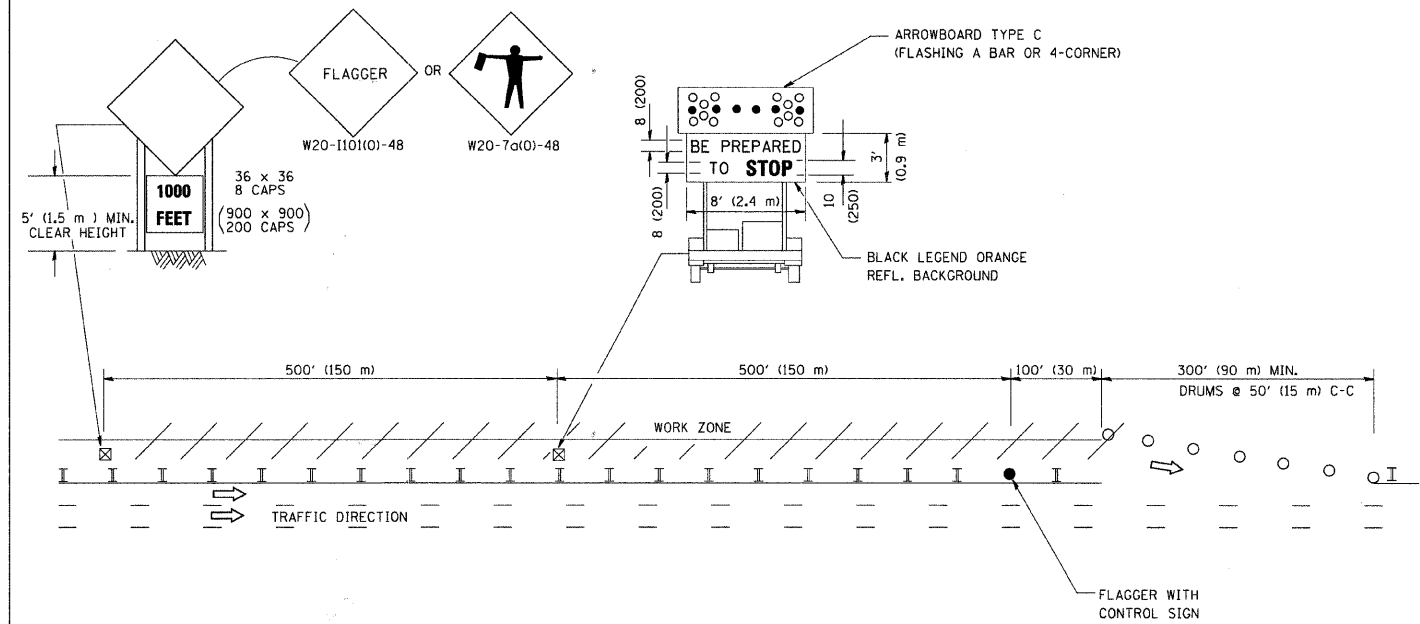 FLAGGER
OR
W20-I101(O)-48
W20-7a(O)-48
1000
FEET
36 x 36
8 CAPS
(900 x 900)
(200 CAPS)
5' (1.5 m ) MIN.
CLEAR HEIGHT
ARROWBOARD TYPE C
(FLASHING A BAR OR 4-CORNER)
8 (200)
BE PREPARED
TO STOP
3'
(0.9 m)
8 (200)
8' (2.4 m)
10
(250)
BLACK LEGEND ORANGE
REFL. BACKGROUND
500' (150 m)
500' (150 m)
100' (30 m)
300' (90 m) MIN.
DRUMS @ 50' (15 m) C-C
WORK ZONE
TRAFFIC DIRECTION
FLAGGER WITH
CONTROL SIGN